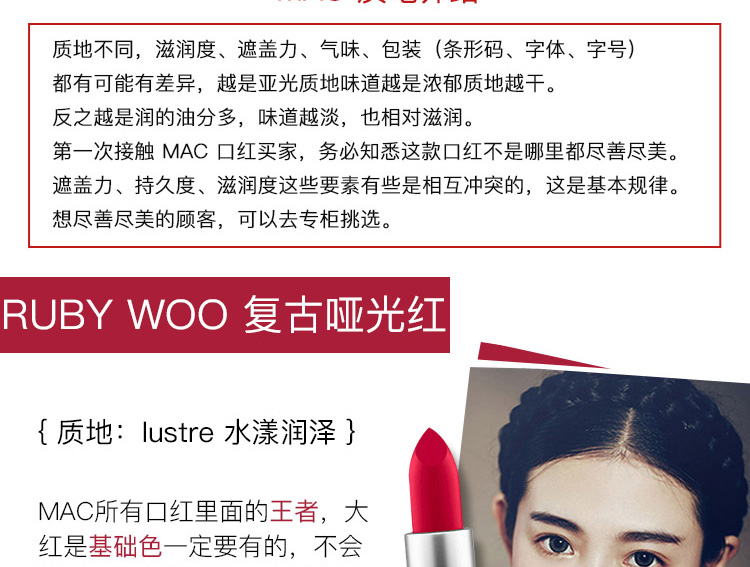 质地不同，滋润度、遮盖力、气味、包装（条形码、字体、字号）
都有可能有差异，越是亚光质地味道越是浓郁质地越干。
反之越是润的油分多，味道越淡，也相对滋润。
第一次接触 MAC 口红买家，务必知悉这款口红不是哪里都尽善尽美。
遮盖力、持久度、滋润度这些要素有些是相互冲突的，这是基本规律。
想尽善尽美的顾客，可以去专柜挑选。
RUBY WOO 复古哑光红
{ 质地：lustre 水漾润泽 }
MAC所有口红里面的王者，大
红是基础色一定要有的，不会